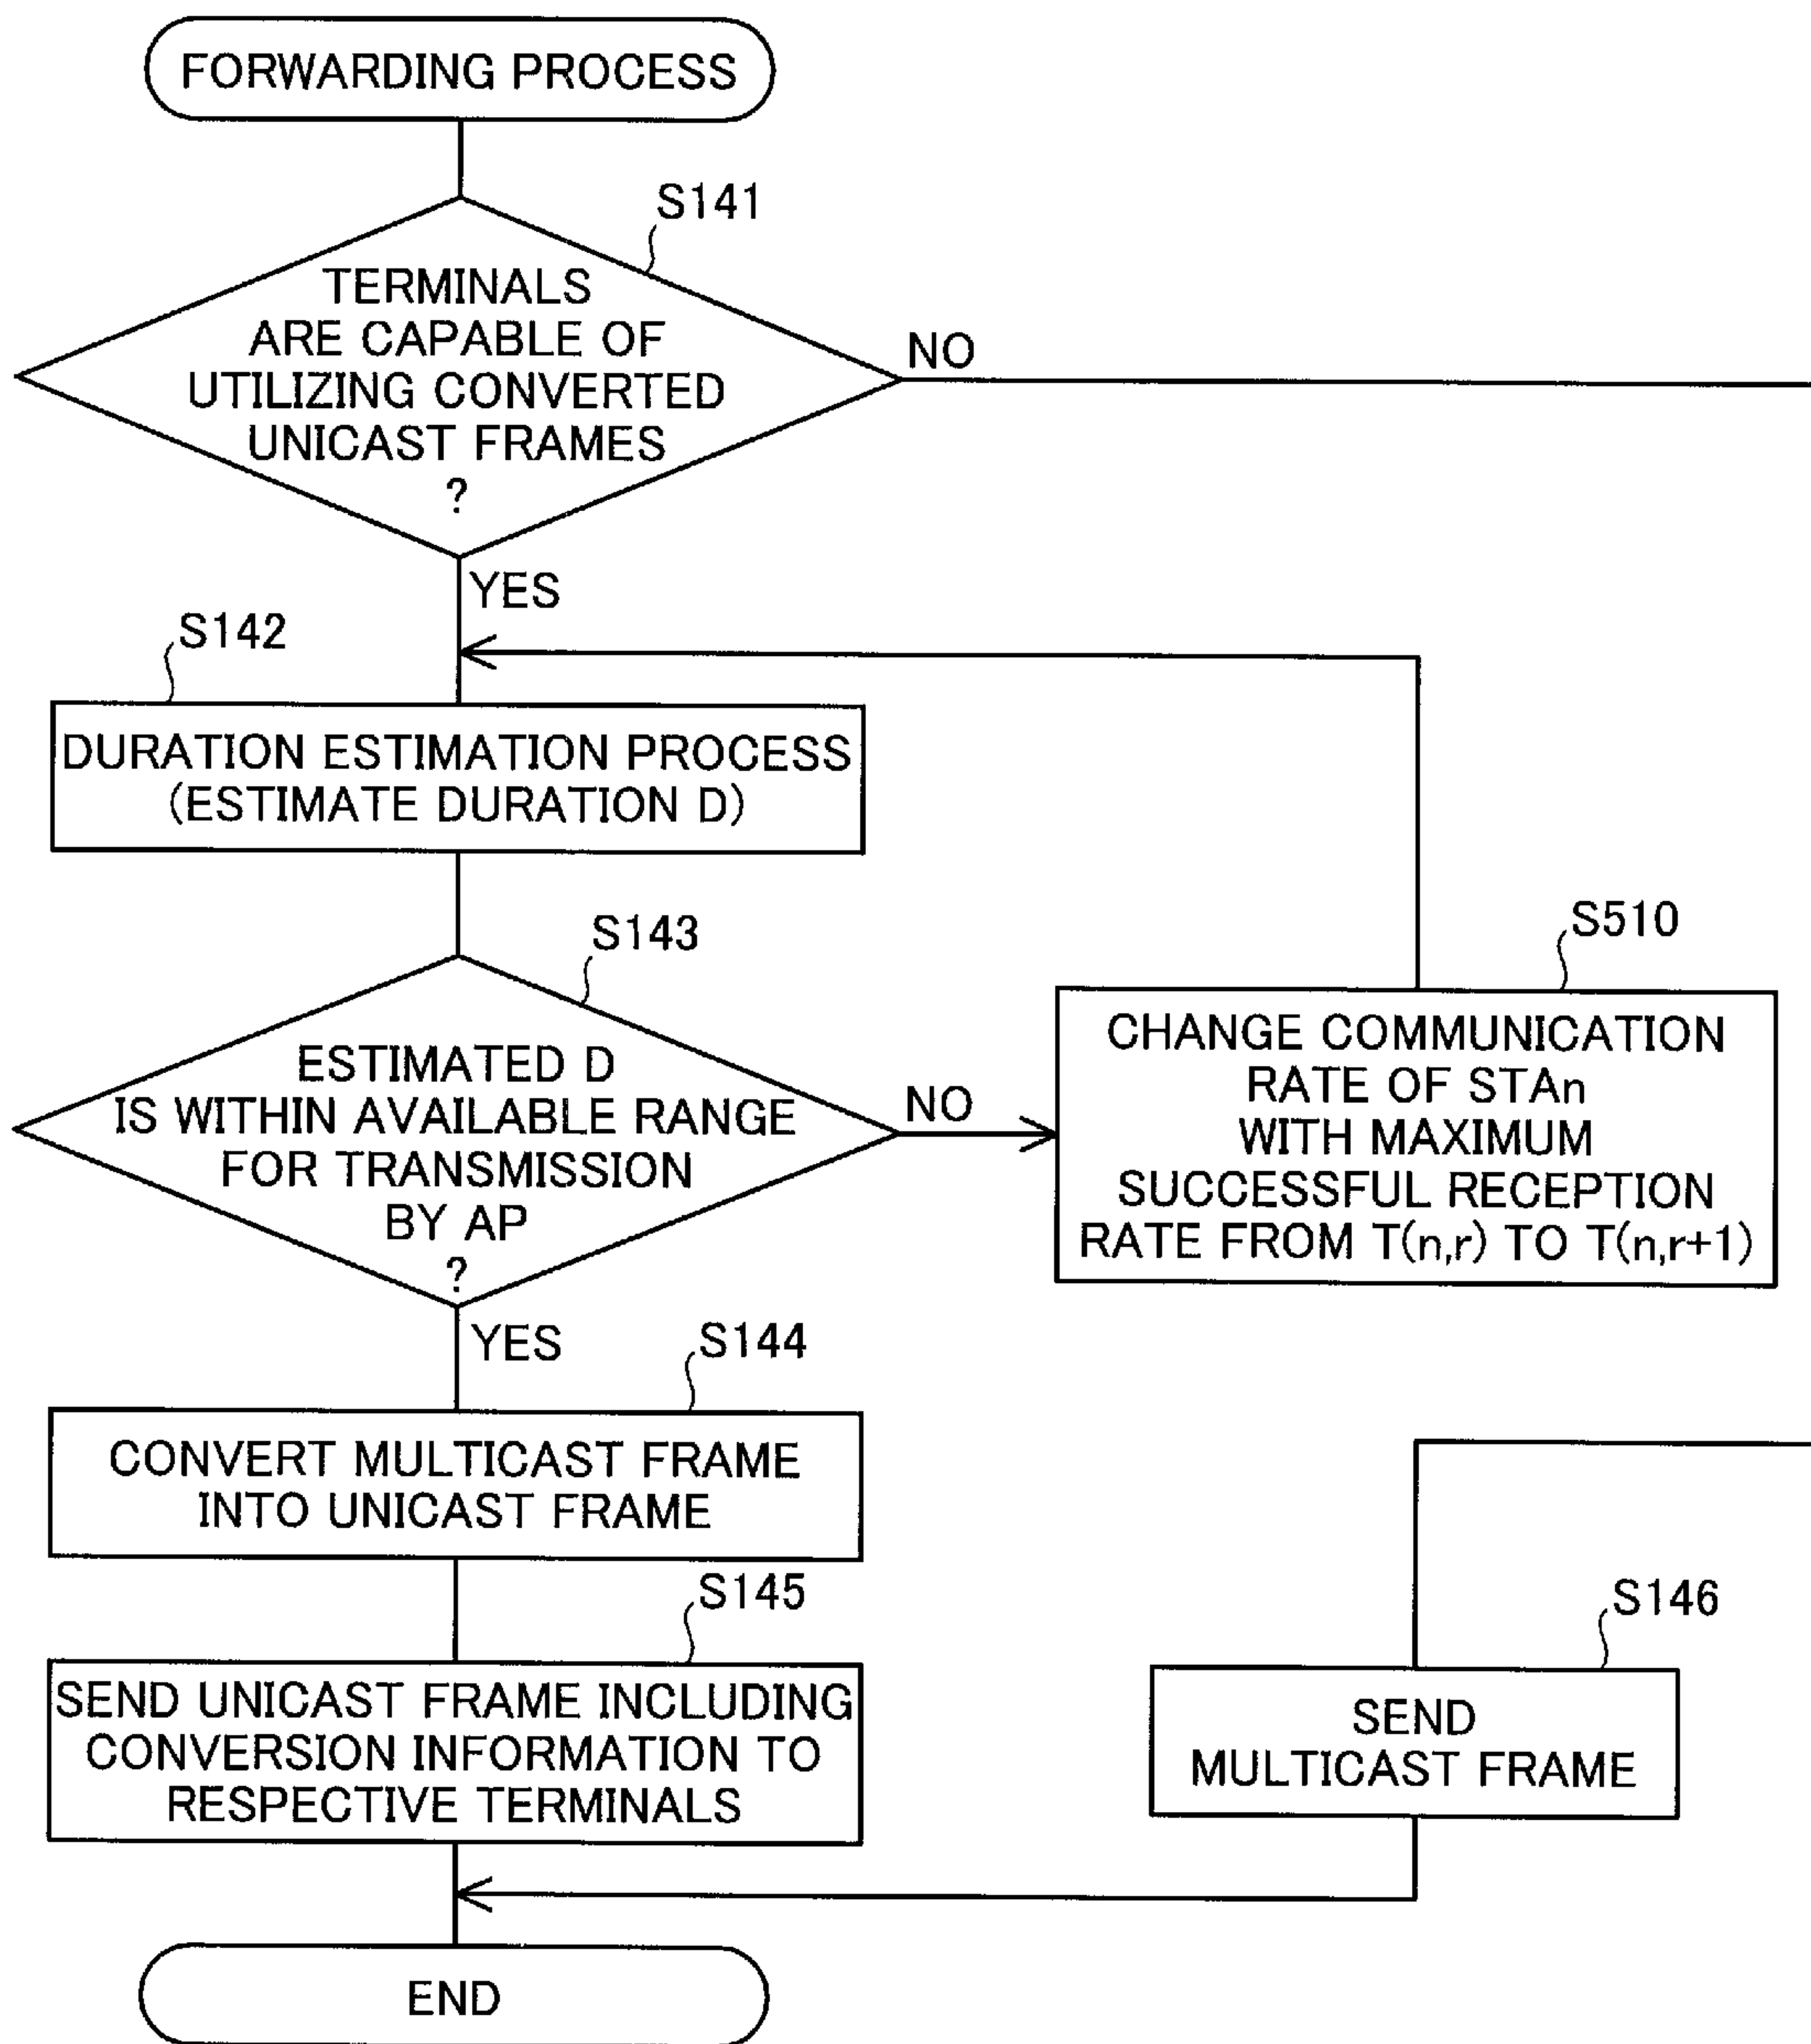 FORWARDING PROCESS
S141
TERMINALS
ARE CAPABLE OF
UTILIZING CONVERTED
UNICAST FRAMES
?
NO
YES
S142
DURATION ESTIMATION PROCESS
(ESTIMATE DURATION D)
S143
ESTIMATED D
IS WITHIN AVAILABLE RANGE
FOR TRANSMISSION
BY AP
?
NO
S510
CHANGE COMMUNICATION
RATE OF STAn
WITH MAXIMUM
SUCCESSFUL RECEPTION
RATE FROM T(n,r) TO T(n,r+1)
YES
S144
CONVERT MULTICAST FRAME
INTO UNICAST FRAME
S145
SEND UNICAST FRAME INCLUDING
CONVERSION INFORMATION TO
RESPECTIVE TERMINALS
S146
SEND
MULTICAST FRAME
END